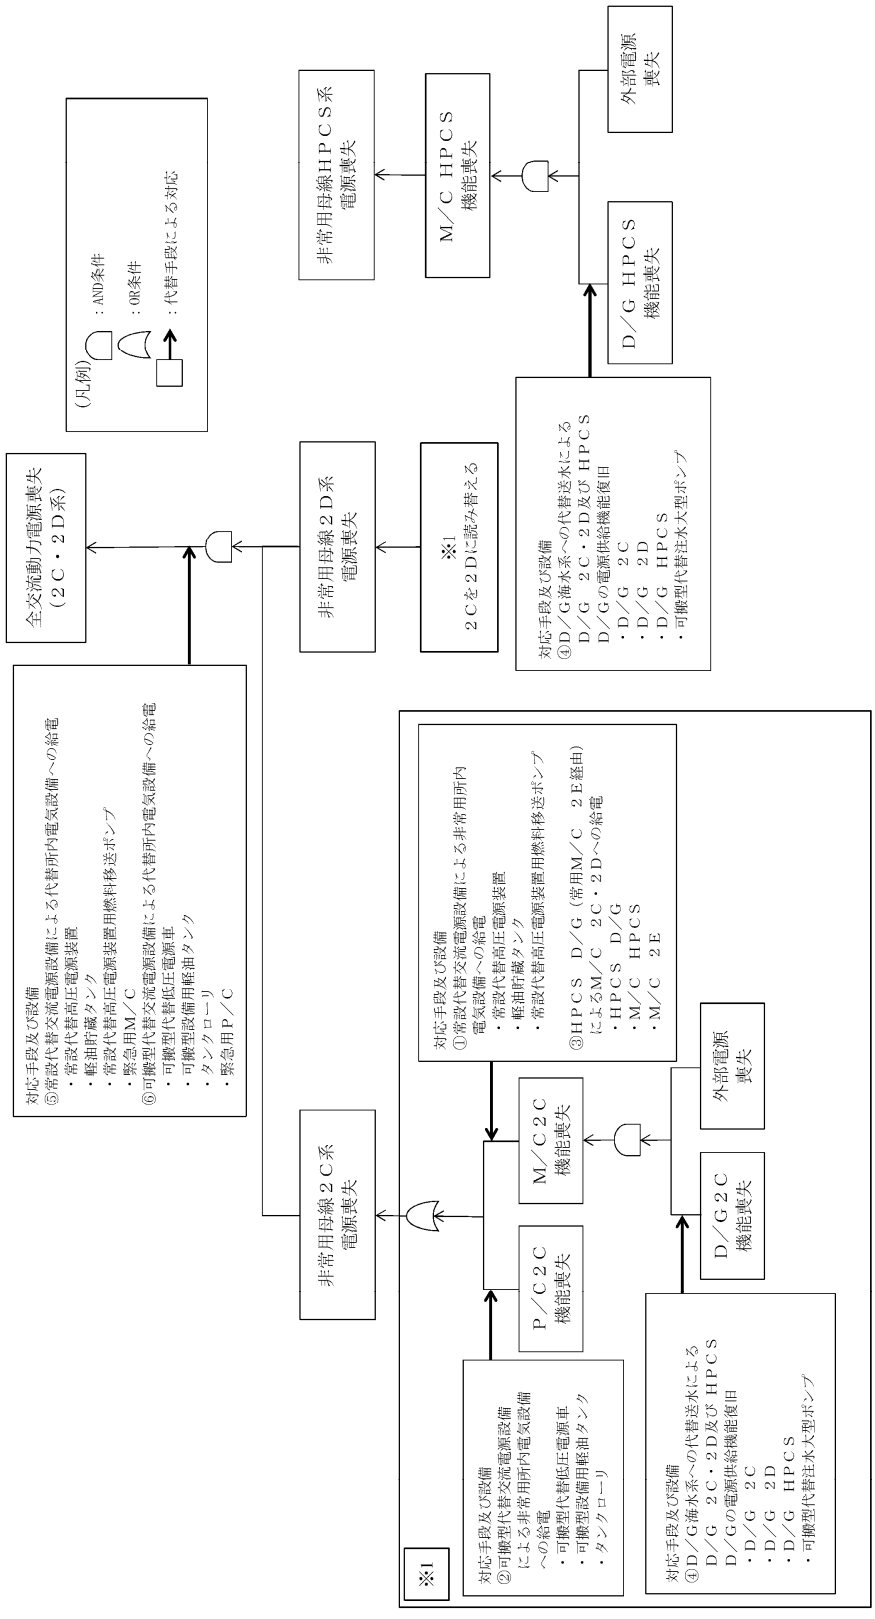 全交流動力電源喪失
(2C・2D系)
(凡例)
：AND条件
：OR条件
：代替手段による対応
対応手段及び設備
⑤常設代替交流電源設備による代替所内電気設備への給電
・常設代替高圧電源装置
・軽油貯蔵タンク
・常設代替高圧電源装置用燃料移送ポンプ
・緊急用M／C
⑥可搬型代替交流電源設備による代替所内電気設備への給電
・可搬型代替低圧電源車
・可搬型設備用軽油タンク
・タンクローリ
・緊急用P／C
非常用母線2C系
電源喪失
非常用母線2D系
電源喪失
非常用母線HPCS系
電源喪失
※1
2Cを2Dに読み替える
M／C HPCS
機能喪失
D／G HPCS
機能喪失
外部電源
喪失
対応手段及び設備
④D／G海水系への代替送水による
D／G 2C・2D及び HPCS
D／Gの電源供給機能復旧
・D／G 2C
・D／G 2D
・D／G HPCS
・可搬型代替注水大型ポンプ
※1
対応手段及び設備
②可搬型代替交流電源設備
による非常用所内電気設備
への給電
・可搬型代替低圧電源車
・可搬型設備用軽油タンク
・タンクローリ
P／C2C
機能喪失
M／C2C
機能喪失
対応手段及び設備
①常設代替交流電源設備による非常用所内
電気設備への給電
・常設代替高圧電源装置
・軽油貯蔵タンク
・常設代替高圧電源装置用燃料移送ポンプ
③HPCS D／G（常用M／C 2E経由）
によるM／C 2C・2Dへの給電
・HPCS D／G
・M／C HPCS
・M／C 2E
対応手段及び設備
④D／G海水系への代替送水による
D／G 2C・2D及び HPCS
D／Gの電源供給機能復旧
・D／G 2C
・D／G 2D
・D／G HPCS
・可搬型代替注水大型ポンプ
D／G2C
機能喪失
外部電源
喪失